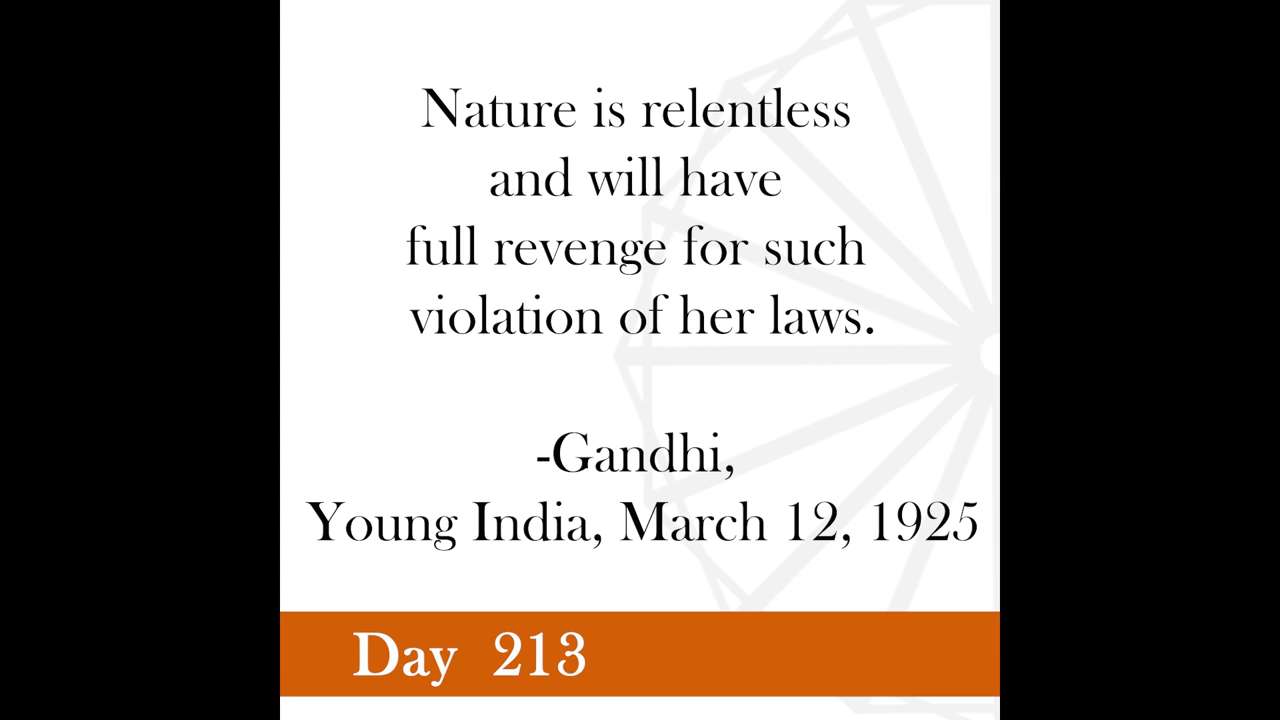 Nature is relentless
and will have
full revenge for such
violation of her laws.
-Gandhi,
Young India, March 12, 1925
Day 213